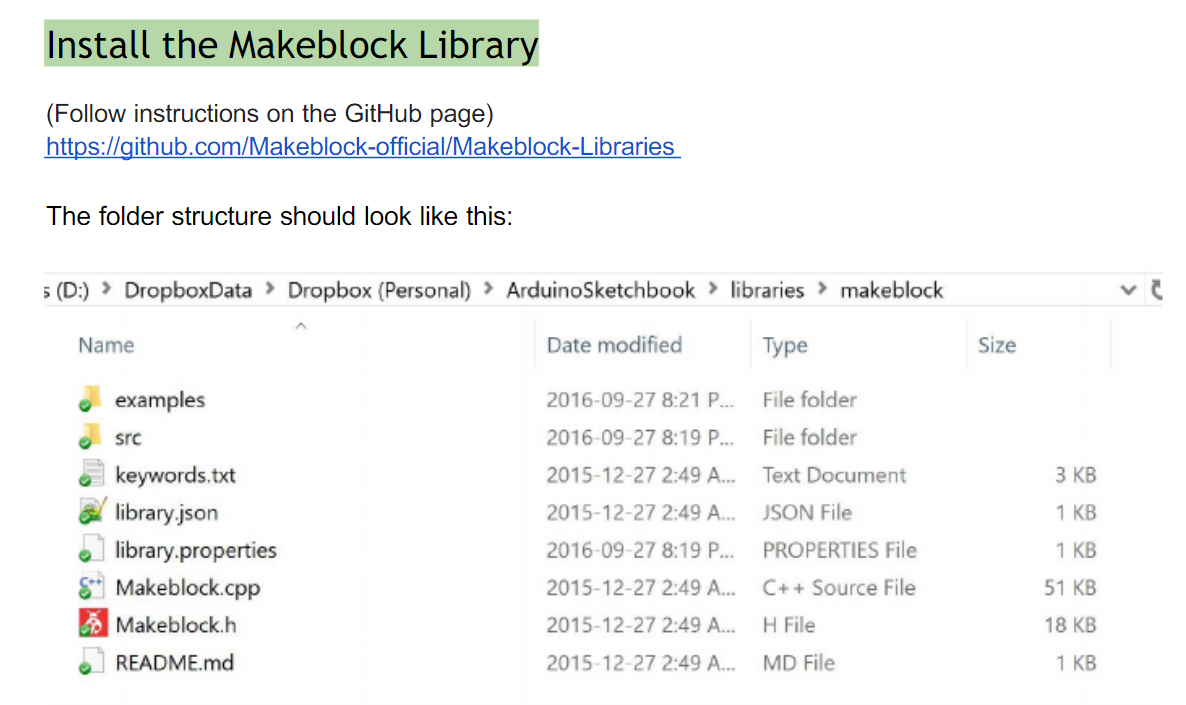 Install the Makeblock Library
(Follow instructions on the GitHub page)
https://github.com/Makeblock-official/Makeblock-Libraries
The folder structure should look like this:
s (D:) > DropboxData > Dropbox (Personal) > ArduinoSketchbook > libraries > makeblock
Name Date modified Type Size
examples 2016-09-27 8:21 P... File folder
src 2016-09-27 8:19 P... File folder
keywords.txt 2015-12-27 2:49 A... Text Document 3 KB
library.json 2015-12-27 2:49 A... JSON File 1 KB
library.properties 2016-09-27 8:19 P... PROPERTIES File 1 KB
Makeblock.cpp 2015-12-27 2:49 A... C++ Source File 51 KB
Makeblock.h 2015-12-27 2:49 A... H File 18 KB
README.md 2015-12-27 2:49 A... MD File 1 KB